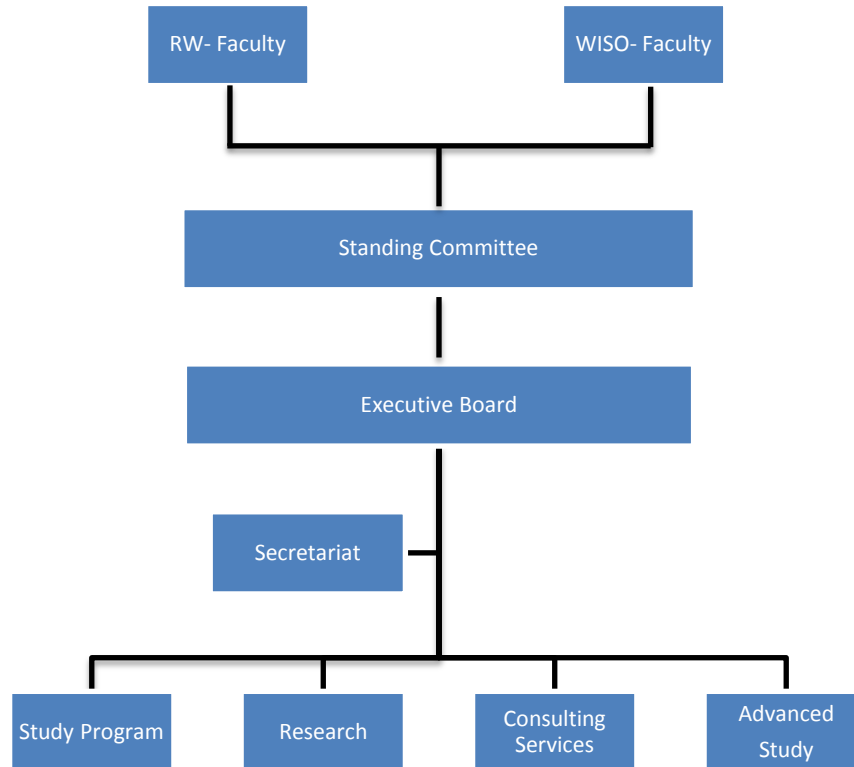 RW- Faculty
WISO- Faculty
Standing Committee
Executive Board
Secretariat
Study Program
Research
Consulting
Services
Advanced
Study